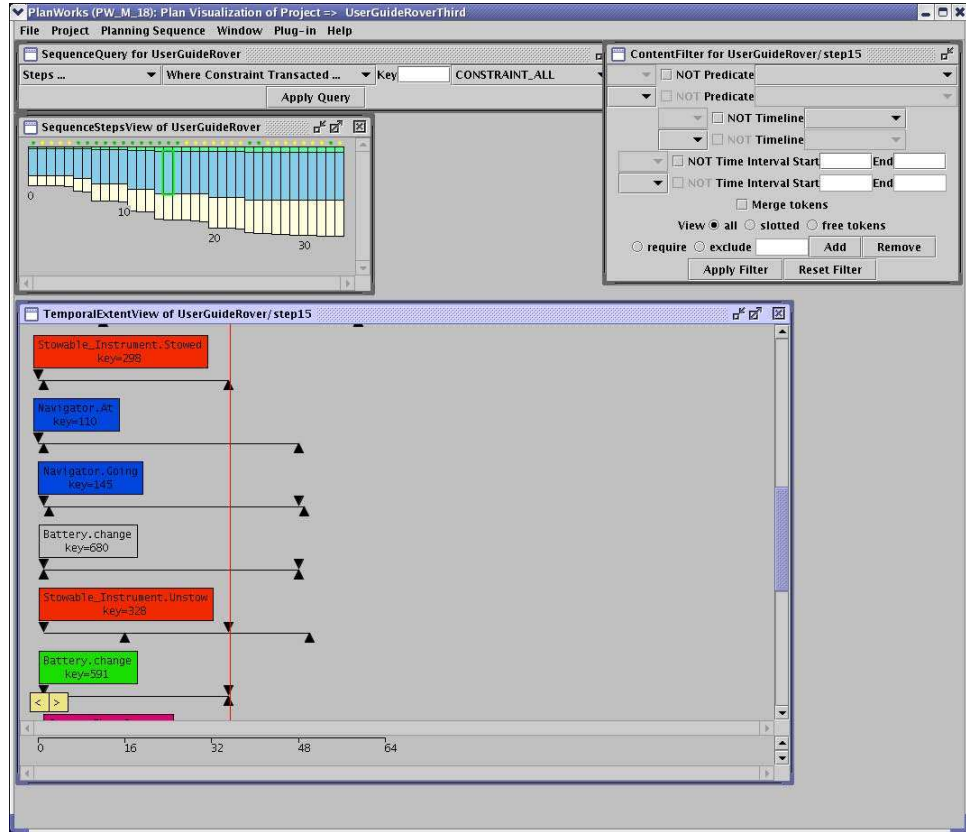 PlanWorks (PW_M_18): Plan Visualization of Project => UserGuideRoverThird
File Project Planning Sequence Window Plug-in Help
SequenceQuery for UserGuideRover
Steps ... Where Constraint Transacted ... Key CONSTRAINT_ALL
Apply Query
SequenceStepsView of UserGuideRover
0
10
20
30
ContentFilter for UserGuideRover/step15
NOT Predicate
NOT Predicate
NOT Timeline
NOT Timeline
NOT Time Interval Start End
NOT Time Interval Start End
Merge tokens
View all slotted free tokens
require exclude Add Remove
Apply Filter Reset Filter
TemporalExtentView of UserGuideRover/step15
Stowable_Instrument.Stowed
key=298
Navigator.At
key=110
Navigator.Going
key=145
Battery.change
key=680
Stowable_Instrument.Unstow
key=328
Battery.change
key=591
< >
0 16 32 48 64